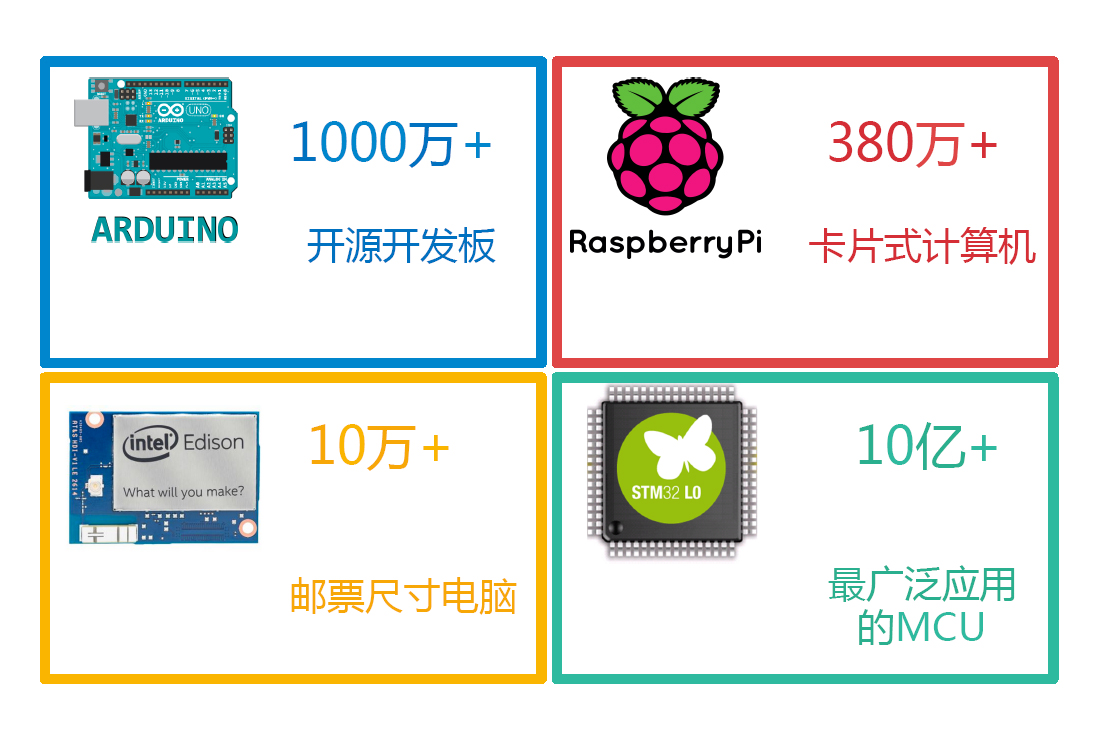 UNO
ARDUINO
1000万+
ARDUINO
开源开发板
380万+
RaspberryPi
卡片式计算机
intel Edison
What will you make?
10万+
邮票尺寸电脑
STM32 L0
10亿+
最广泛应用
的MCU